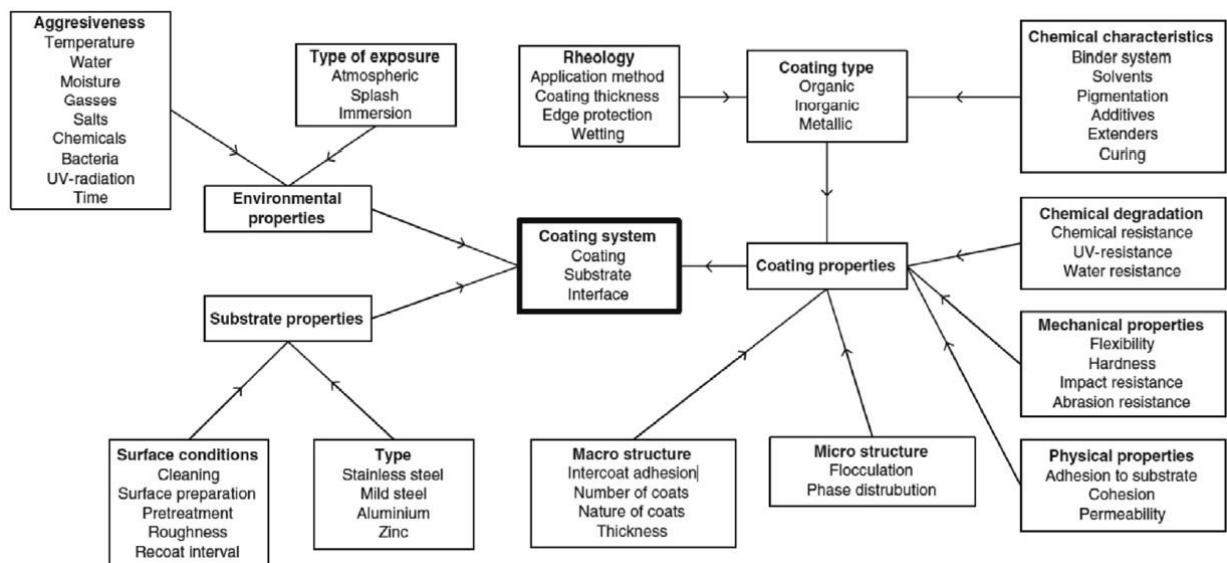 Aggresiveness
Temperature
Water
Moisture
Gasses
Salts
Chemicals
Bacteria
UV-radiation
Time
Type of exposure
Atmospheric
Splash
Immersion
Environmental
properties
Rheology
Application method
Coating thickness
Edge protection
Wetting
Coating type
Organic
Inorganic
Metallic
Chemical characteristics
Binder system
Solvents
Pigmentation
Additives
Extenders
Curing
Coating system
Coating
Substrate
Interface
Coating properties
Chemical degradation
Chemical resistance
UV-resistance
Water resistance
Substrate properties
Mechanical properties
Flexibility
Hardness
Impact resistance
Abrasion resistance
Surface conditions
Cleaning
Surface preparation
Pretreatment
Roughness
Recoat interval
Type
Stainless steel
Mild steel
Aluminium
Zinc
Macro structure
Intercoat adhesion
Number of coats
Nature of coats
Thickness
Micro structure
Flocculation
Phase distrubution
Physical properties
Adhesion to substrate
Cohesion
Permeability